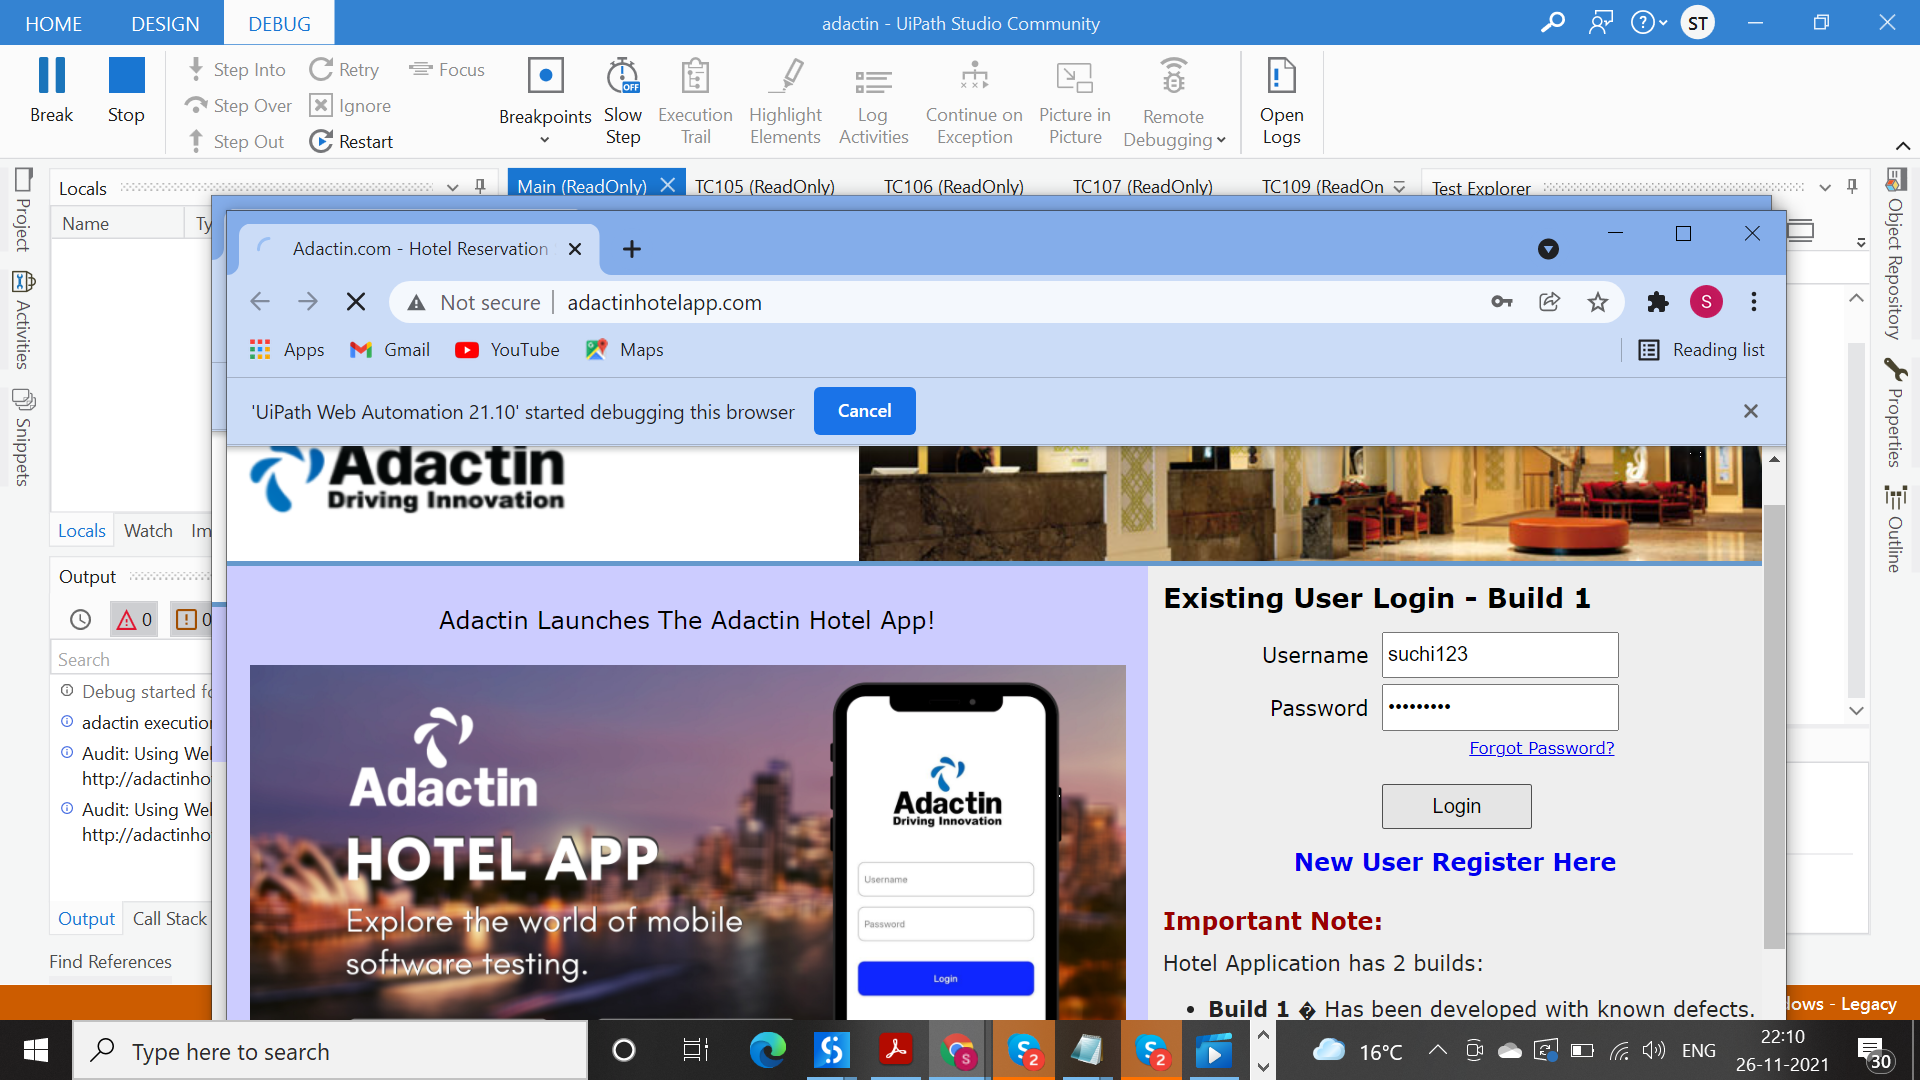 HOME DESIGN DEBUG adactin - UiPath Studio Community ST
Break Stop Step Into Step Over Step Out Retry Ignore Restart Focus
Breakpoints Slow Step OFF Execution Trail Highlight Elements Log Activities Continue on Exception Picture in Picture Remote Debugging Open Logs
Locals Main (ReadOnly) TC105 (ReadOnly) TC106 (ReadOnly) TC107 (ReadOnly) TC109 (ReadOn Test Explorer
Name Ty
Project
Activities
Snippets
Object Repository
Properties
Outline
Adactin.com - Hotel Reservation
Not secure adactinhotelapp.com S
Apps Gmail YouTube Maps Reading list
'UiPath Web Automation 21.10' started debugging this browser Cancel
Adactin
Driving Innovation
Locals Watch Im
Output
0 0
Search
Debug started fo
adactin execution
Audit: Using Wel
http://adactinho
Audit: Using Wel
http://adactinho
Output Call Stack
Find References
Adactin Launches The Adactin Hotel App!
Adactin
HOTEL APP
Explore the world of mobile
software testing.
Adactin
Driving Innovation
Username
Password
Login
Existing User Login - Build 1
Username suchi123
Password •••••••••
Forgot Password?
Login
New User Register Here
Important Note:
Hotel Application has 2 builds:
• Build 1 � Has been developed with known defects.
dows - Legacy
Type here to search S 2 2 16°C ENG 22:10
26-11-2021 30